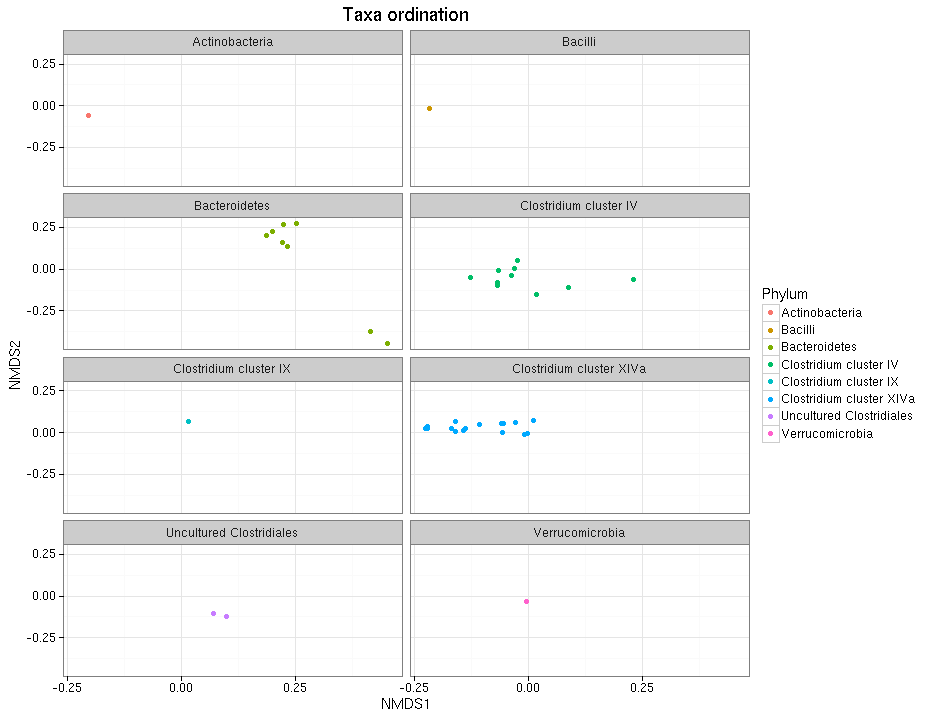 Taxa ordination
Actinobacteria
Bacilli
0.25
0.00
-0.25
Bacteroidetes
Clostridium cluster IV
0.25
0.00
-0.25
Clostridium cluster IX
Clostridium cluster XIVa
0.25
0.00
-0.25
Uncultured Clostridiales
Verrucomicrobia
0.25
0.00
-0.25
-0.25 0.00 0.25 -0.25 0.00 0.25
NMDS1
NMDS2
Phylum
Actinobacteria
Bacilli
Bacteroidetes
Clostridium cluster IV
Clostridium cluster IX
Clostridium cluster XIVa
Uncultured Clostridiales
Verrucomicrobia